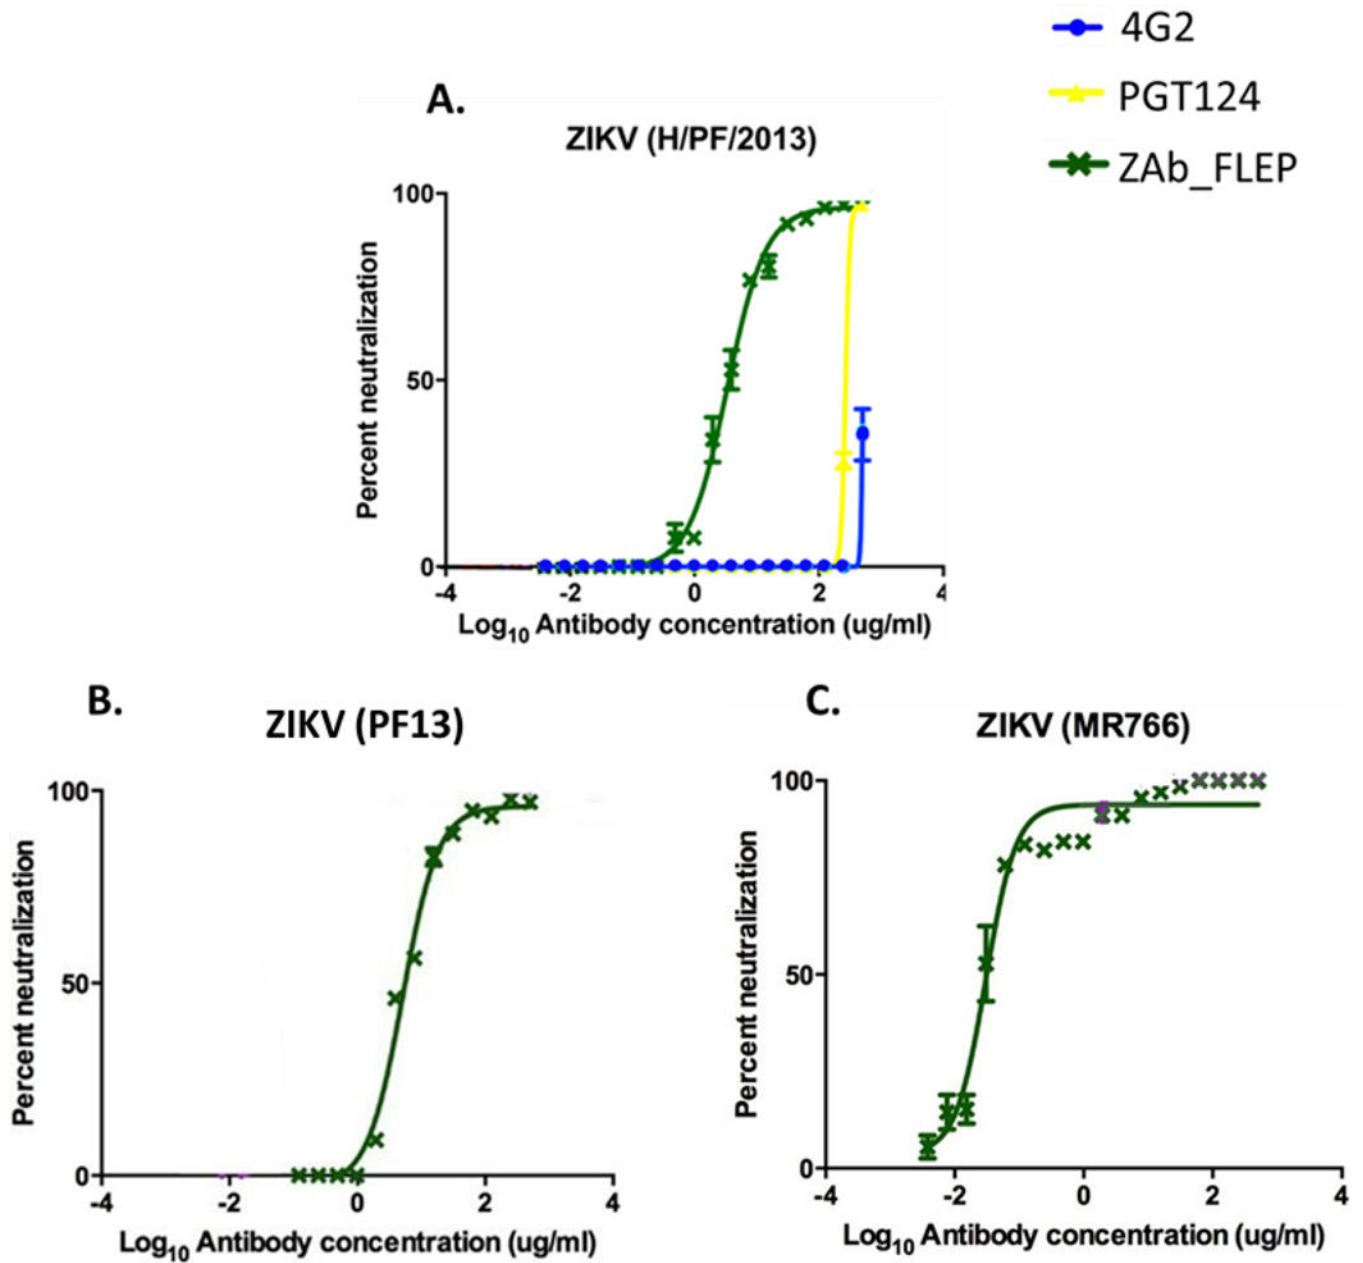 4G2
PGT124
ZAb_FLEP
A.
ZIKV (H/PF/2013)
Percent neutralization
100
50
0
-4 -2 0 2 4
Log10 Antibody concentration (ug/ml)
B.
ZIKV (PF13)
Percent neutralization
100
50
0
-4 -2 0 2 4
Log10 Antibody concentration (ug/ml)
C.
ZIKV (MR766)
Percent neutralization
100
50
0
-4 -2 0 2 4
Log10 Antibody concentration (ug/ml)